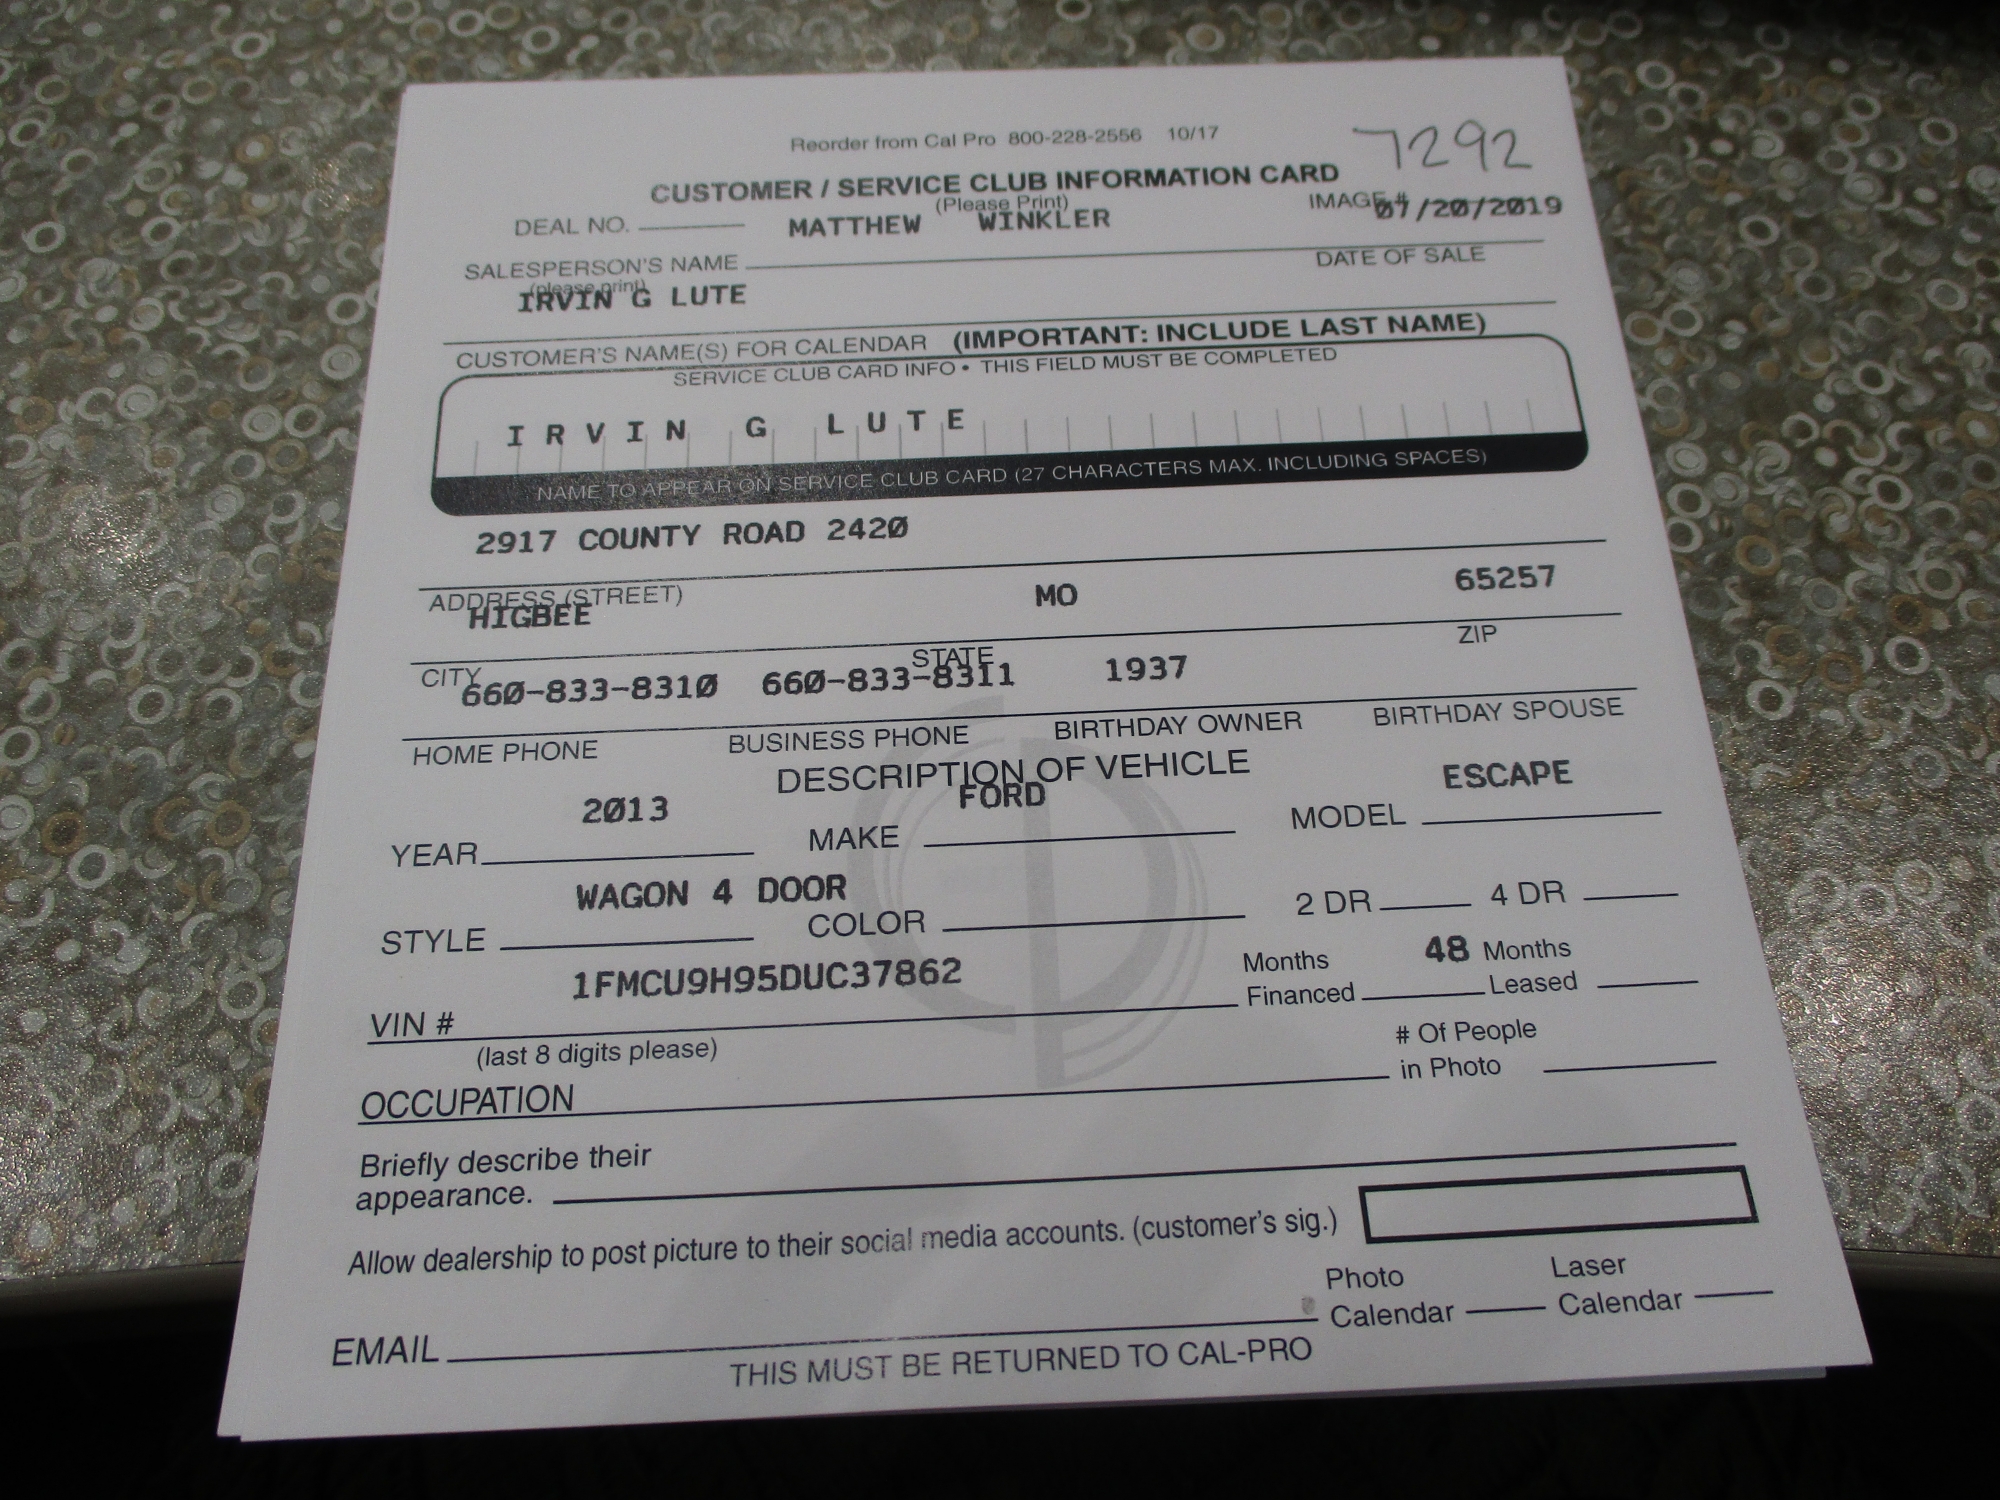 Reorder from Cal Pro 800-228-2556 10/17
7292
CUSTOMER / SERVICE CLUB INFORMATION CARD
(Please Print)
DEAL NO. MATTHEW WINKLER IMAGE # /20/2019
SALESPERSON'S NAME DATE OF SALE
(please print)
IRVIN G LUTE
CUSTOMER'S NAME(S) FOR CALENDAR (IMPORTANT: INCLUDE LAST NAME)
SERVICE CLUB CARD INFO • THIS FIELD MUST BE COMPLETED
IRVIN G LUTE
NAME TO APPEAR ON SERVICE CLUB CARD (27 CHARACTERS MAX. INCLUDING SPACES)
2917 COUNTY ROAD 2420
ADDRESS (STREET)
HIGBEE MO 65257
CITY STATE ZIP
660-833-8310 660-833-8311 1937
HOME PHONE BUSINESS PHONE BIRTHDAY OWNER BIRTHDAY SPOUSE
DESCRIPTION OF VEHICLE
2013 FORD ESCAPE
YEAR MAKE MODEL
WAGON 4 DOOR
STYLE COLOR 2 DR 4 DR
1FMCU9H95DUC37862 Months 48 Months
VIN # Financed Leased
(last 8 digits please) # Of People
OCCUPATION in Photo
Briefly describe their
appearance.
Allow dealership to post picture to their social media accounts. (customer's sig.)
Photo Laser
EMAIL Calendar Calendar
THIS MUST BE RETURNED TO CAL-PRO